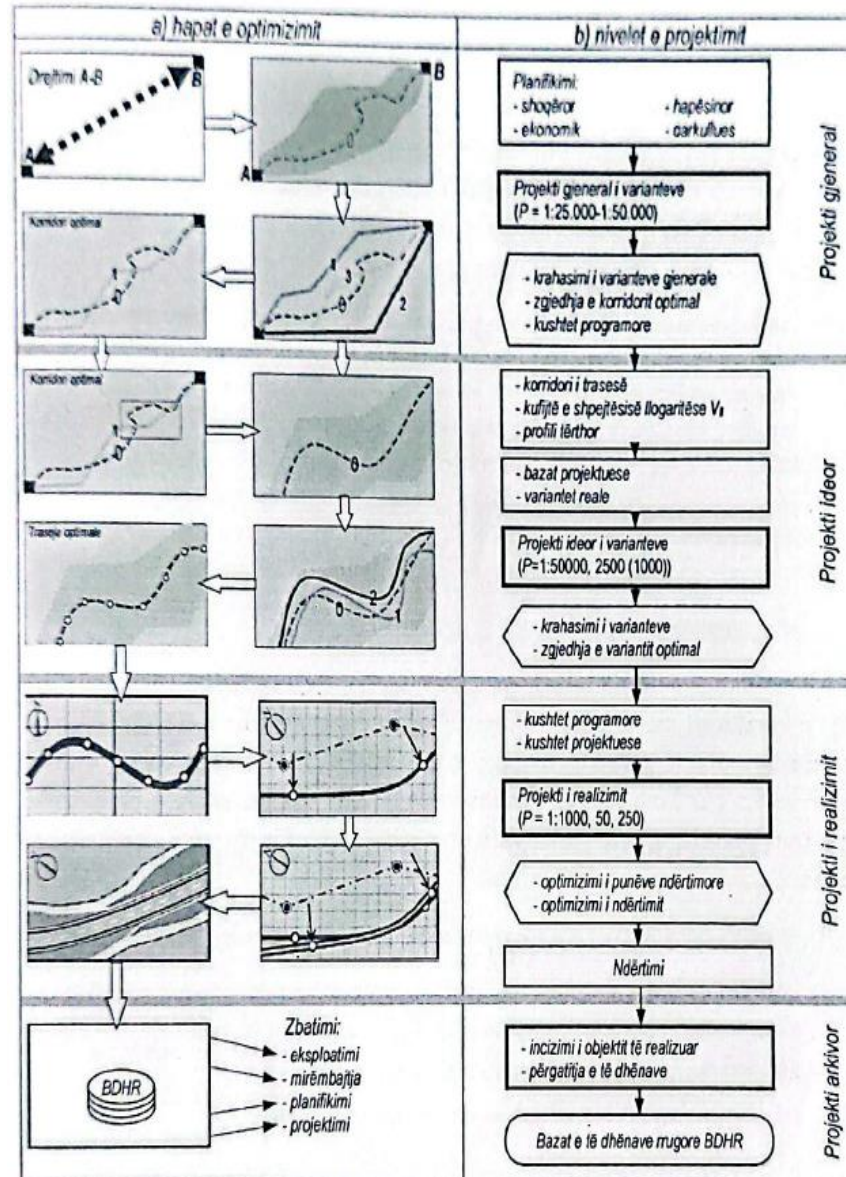 a) hapat e optimizimit
b) nivelet e projektimit
Drejtimi A-B
B
A
B
A
0
Korridori optimal
1
0
1
3
0
2
Korridori optimal
1
0
0
Traseja optimale
0
2
1
BDHR
Zbatimi:
- eksploatimi
- mirëmbajtja
- planifikimi
- projektimi
Planifikimi:
- shoqëror
- hapësinor
- ekonomik
- qarkullues
Projekti gjeneral i varianteve
(P = 1:25.000-1:50.000)
- krahasimi i varianteve gjenerale
- zgjedhja e korridorit optimal
- kushtet programore
Projekti gjeneral
- korridori i trasesë
- kufijtë e shpejtësisë llogaritëse
- profili tërthor
- bazat projektuese
- variantet reale
Projekti ideor i varianteve
(P=1:50000, 2500 (1000))
- krahasimi i varianteve
- zgjedhja e variantit optimal
Projekti ideor
- kushtet programore
- kushtet projektuese
Projekti i realizimit
(P = 1:1000, 50, 250)
- optimizimi i punëve ndërtimore
- optimizimi i ndërtimit
Ndërtimi
Projekti i realizimit
- incizimi i objektit të realizuar
- përgatitja e të dhënave
Bazat e të dhënave rrugore BDHR
Projekti arkivor